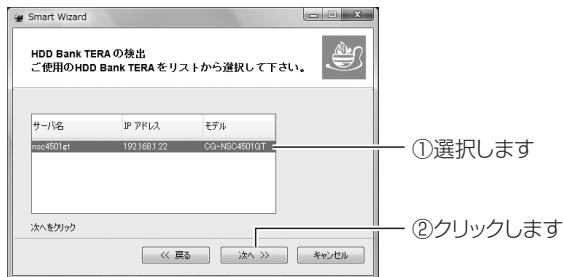 Smart Wizard
HDD Bank TERA の検出
ご使用のHDD Bank TERA をリストから選択して下さい。
サーバ名 IP アドレス モデル
nsc4501gt 192.168.1.22 CG-NSC4501GT
①選択します
次へをクリック
②クリックします
<< 戻る 次へ >> キャンセル